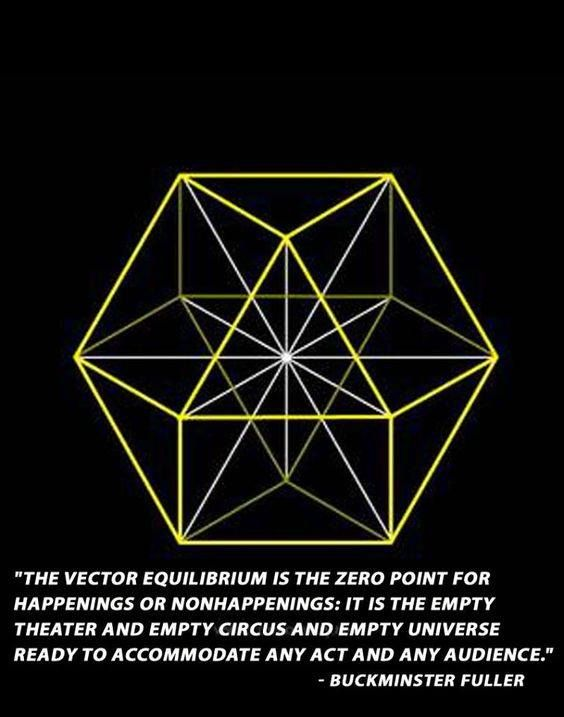 "THE VECTOR EQUILIBRIUM IS THE ZERO POINT FOR
HAPPENINGS OR NONHAPPENINGS: IT IS THE EMPTY
THEATER AND EMPTY CIRCUS AND EMPTY UNIVERSE
READY TO ACCOMMODATE ANY ACT AND ANY AUDIENCE."
- BUCKMINSTER FULLER